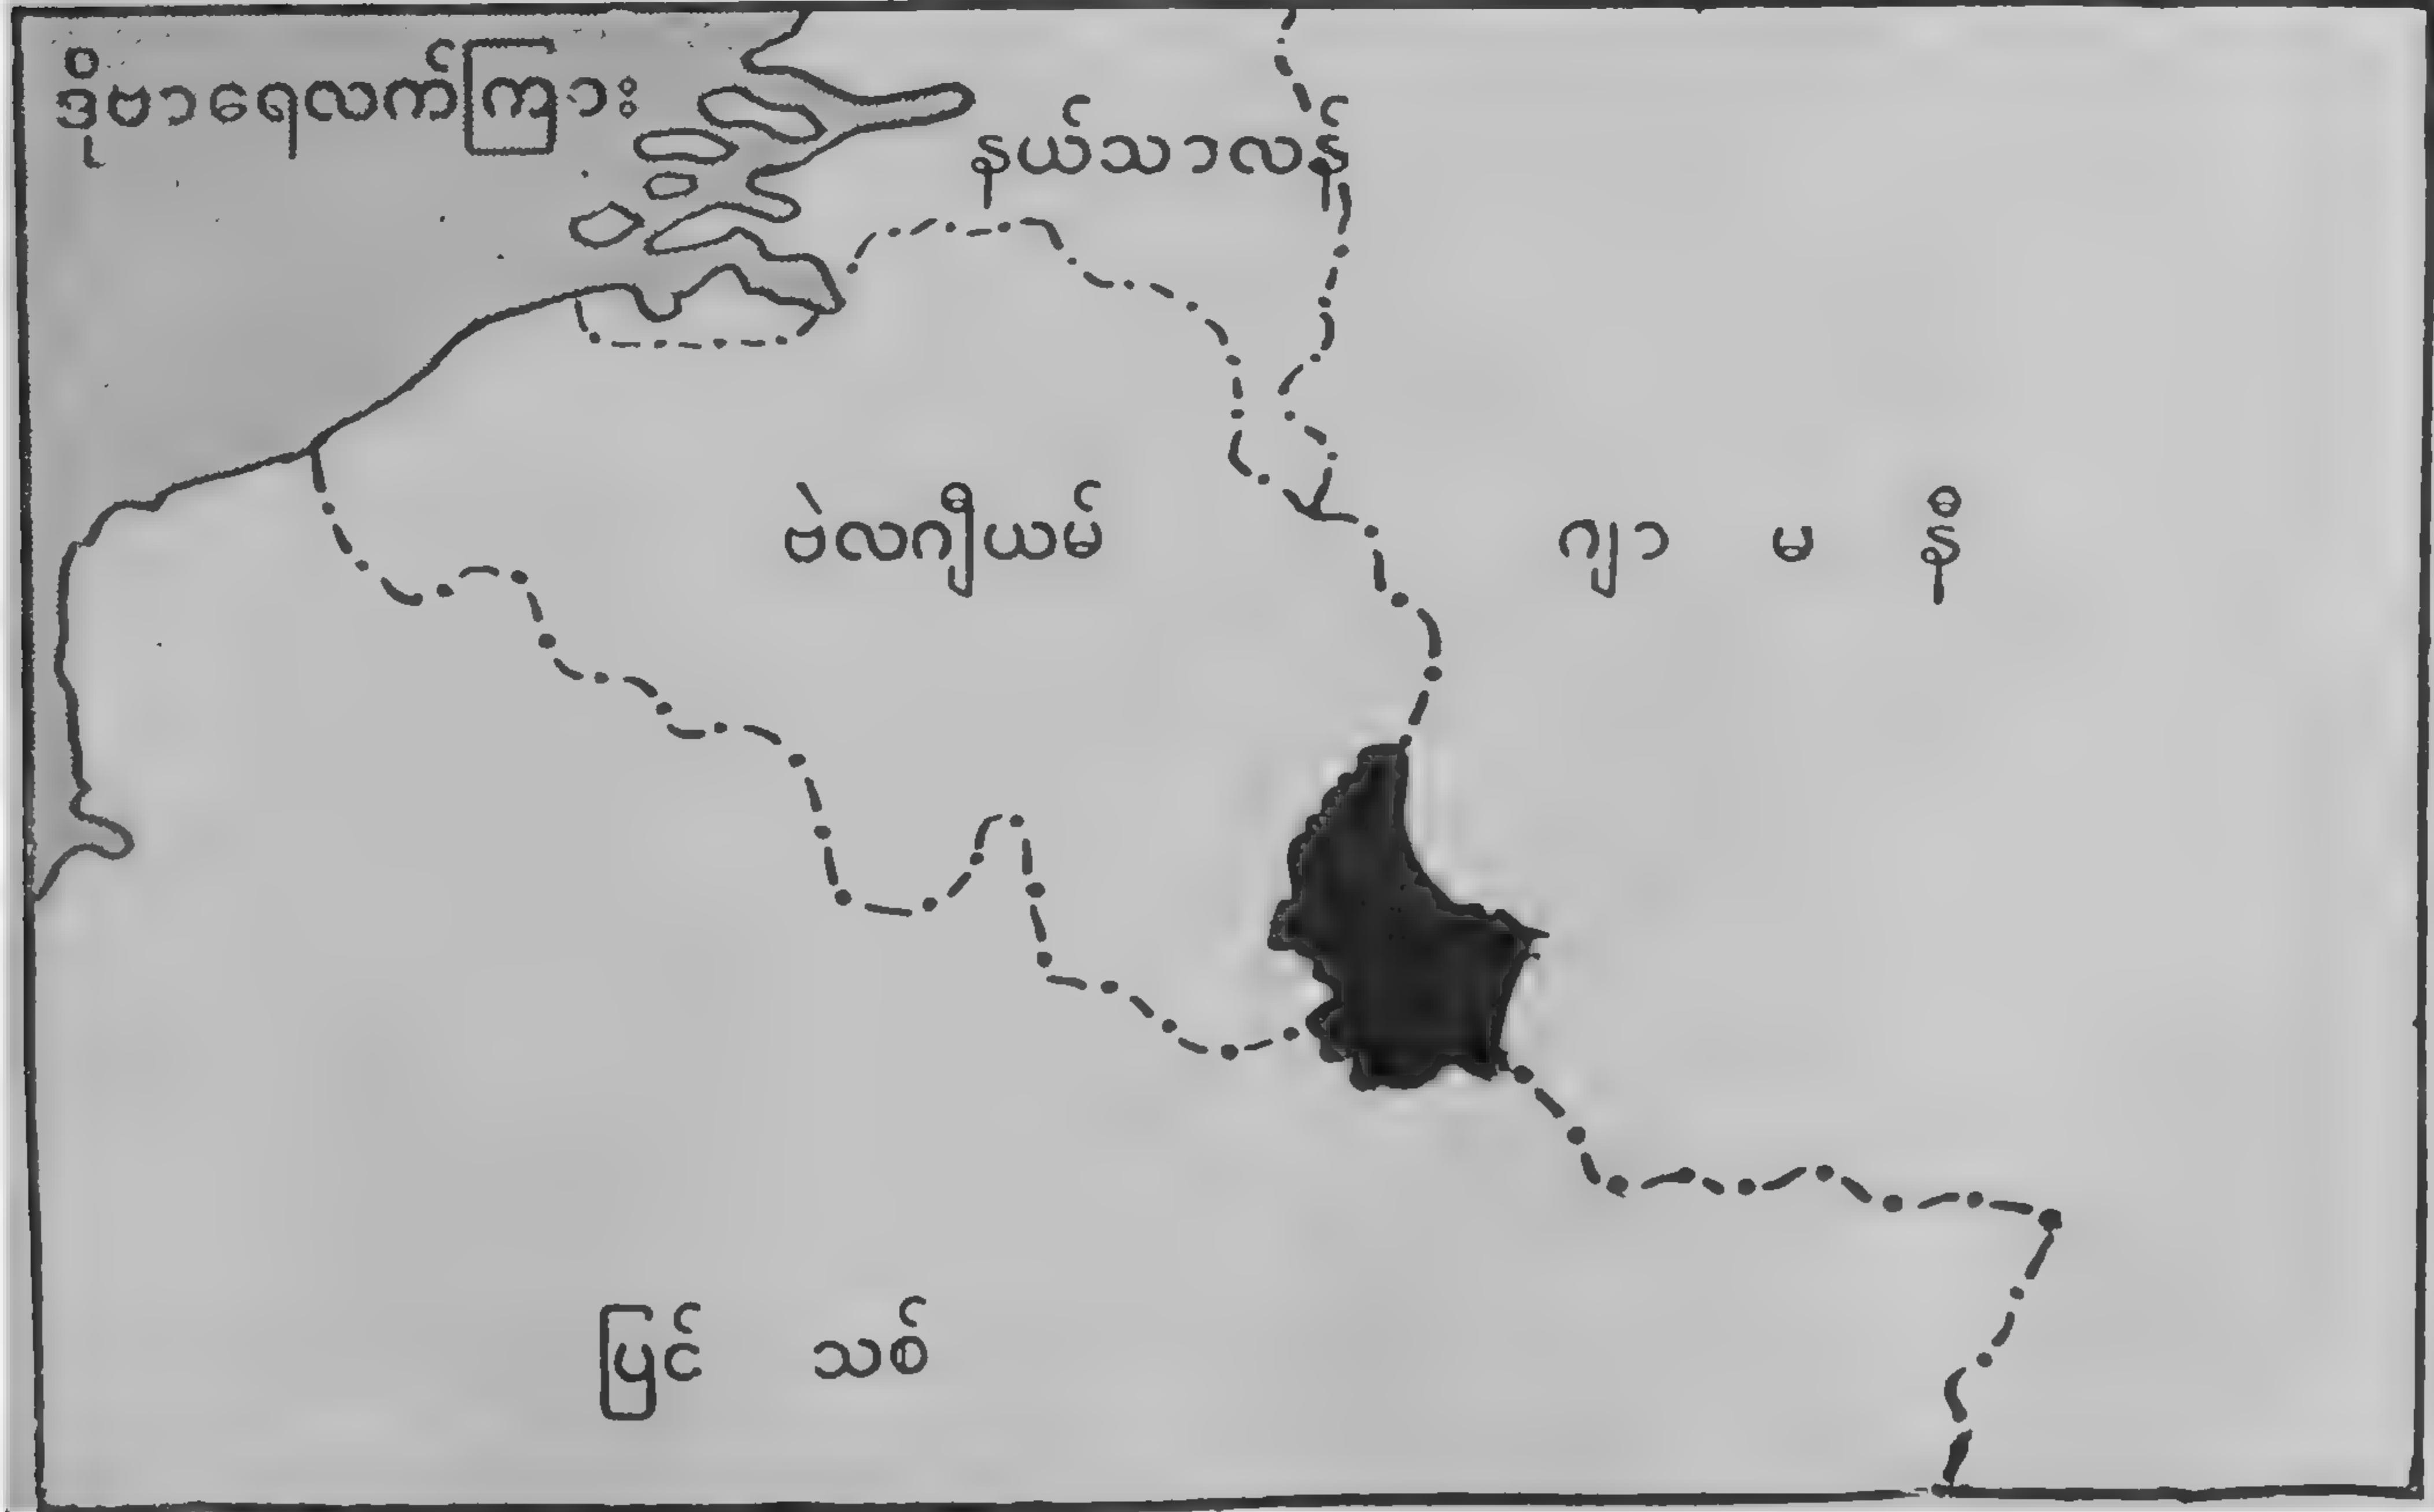 ဒိုဗာရေလက်ကြား
နယ်သာလန်
ဗဲလဂျီယမ်
ဂျာမနီ
ပြင်သစ်